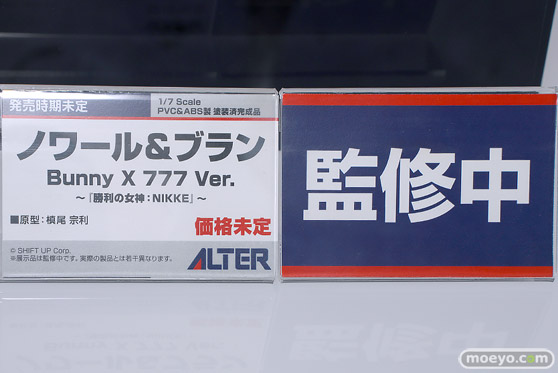 発売時期未定
1/7 Scale
PVC&ABS製 塗装済完成品
ノワール&ブラン
Bunny X 777 Ver.
～『勝利の女神：NIKKE』～
■原型：槙尾 宗利
価格未定
© SHIFT UP Corp.
※展示品は監修中です。実際の製品とは若干異なります。
ALTER
監修中
moeyo.com